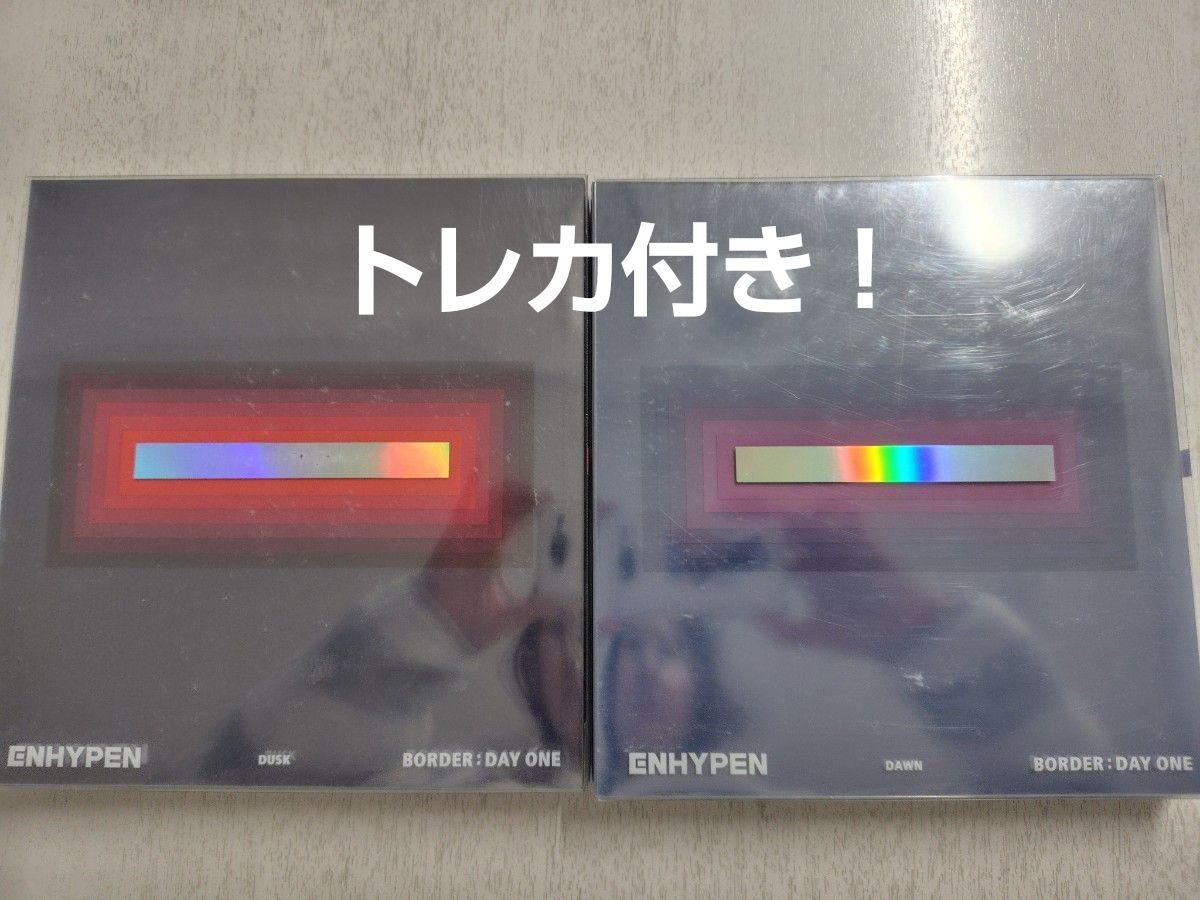 トレカ付き！
ENHYPEN DUSK BORDER : DAY ONE
ENHYPEN DAWN BORDER : DAY ONE